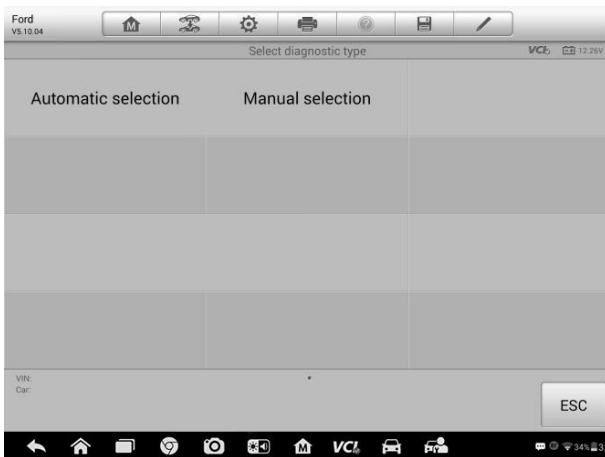 Ford
V5.10.04
M
Select diagnostic type
VCI
12.26V
Automatic selection
Manual selection
VIN:
Car:
ESC
M
VCI
34%